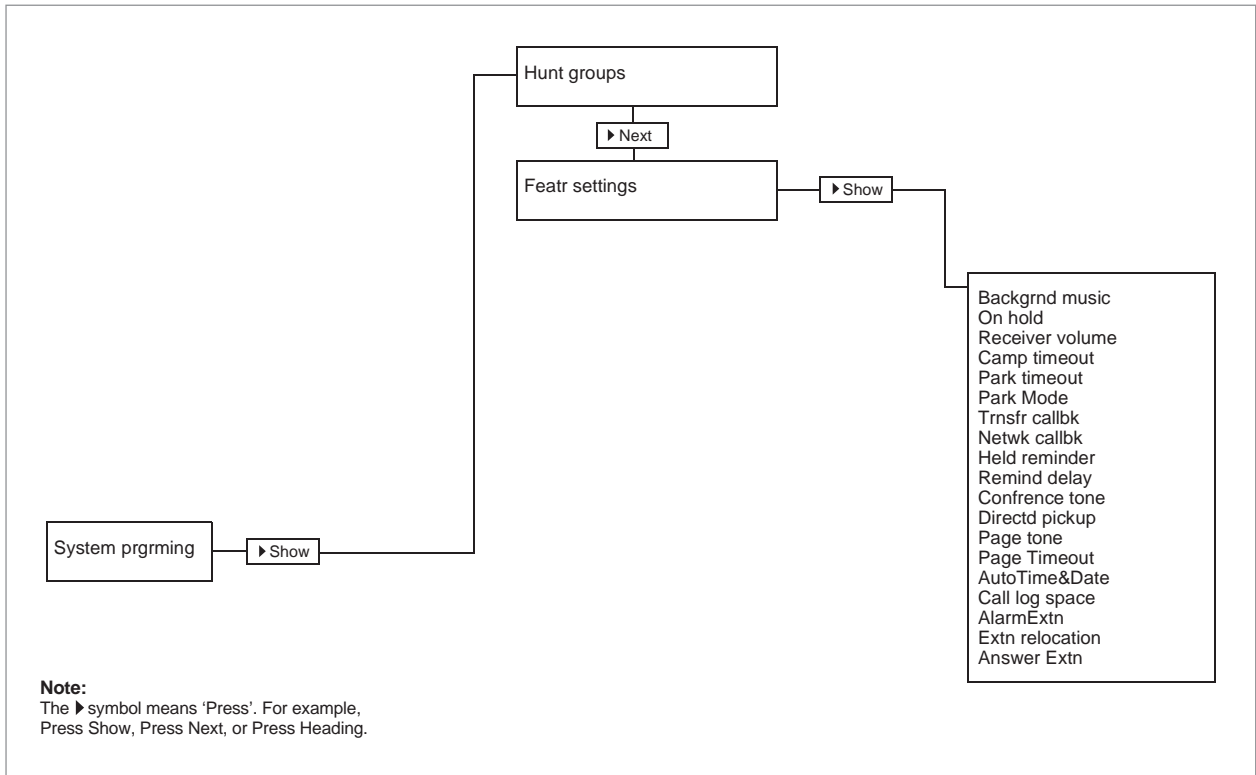 Hunt groups
▶ Next
Featr settings
▶ Show
Backgrnd music
On hold
Receiver volume
Camp timeout
Park timeout
Park Mode
Trnsfr callbk
Netwk callbk
Held reminder
Remind delay
Confrence tone
Directd pickup
Page tone
Page Timeout
AutoTime&Date
Call log space
AlarmExtn
Extn relocation
Answer Extn
System prgrming
▶ Show
Note:
The ▶ symbol means ‘Press’. For example,
Press Show, Press Next, or Press Heading.